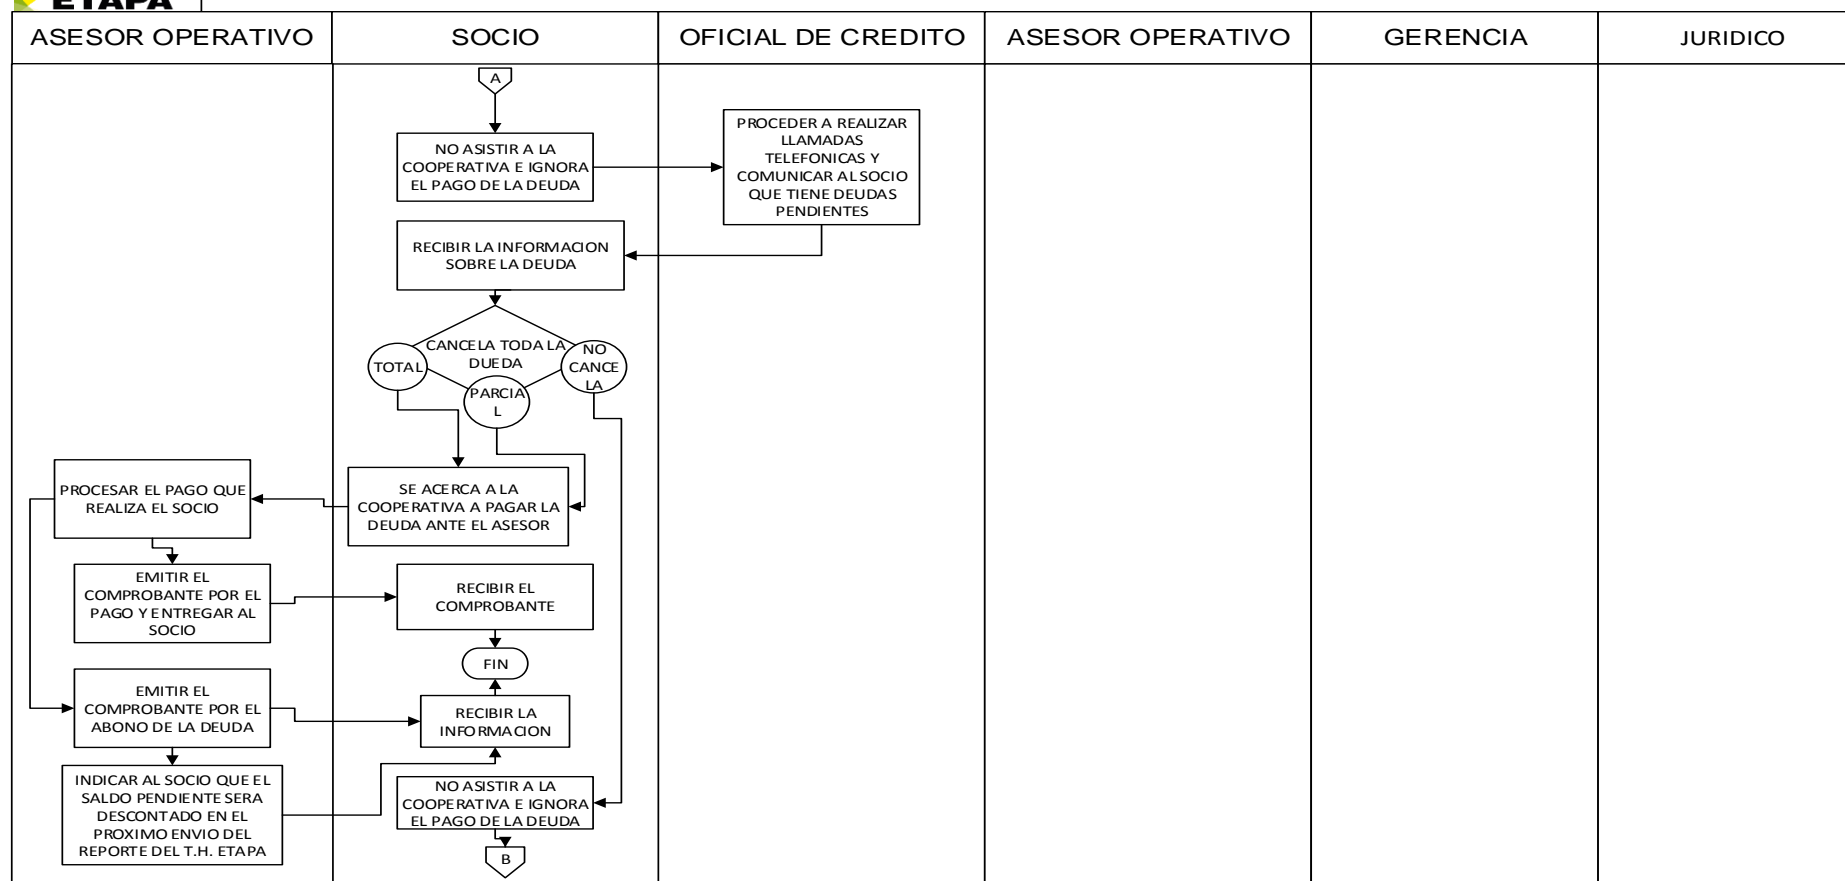 ETAPA
ASESOR OPERATIVO
SOCIO
OFICIAL DE CREDITO
ASESOR OPERATIVO
GERENCIA
JURIDICO
A
NO ASISTIR A LA
COOPERATIVA E IGNORA
EL PAGO DE LA DEUDA
PROCEDER A REALIZAR
LLAMADAS
TELEFONICAS Y
COMUNICAR AL SOCIO
QUE TIENE DEUDAS
PENDIENTES
RECIBIR LA INFORMACION
SOBRE LA DEUDA
CANCELA TODA LA
DUEDA
TOTAL
PARCIA
L
NO
CANCE
LA
SE ACERCA A LA
COOPERATIVA A PAGAR LA
DEUDA ANTE EL ASESOR
PROCESAR EL PAGO QUE
REALIZA EL SOCIO
EMITIR EL
COMPROBANTE POR EL
PAGO Y ENTREGAR AL
SOCIO
RECIBIR EL
COMPROBANTE
FIN
EMITIR EL
COMPROBANTE POR EL
ABONO DE LA DEUDA
RECIBIR LA
INFORMACION
INDICAR AL SOCIO QUE EL
SALDO PENDIENTE SERA
DESCONTADO EN EL
PROXIMO ENVIO DEL
REPORTE DEL T.H. ETAPA
NO ASISTIR A LA
COOPERATIVA E IGNORA
EL PAGO DE LA DEUDA
B